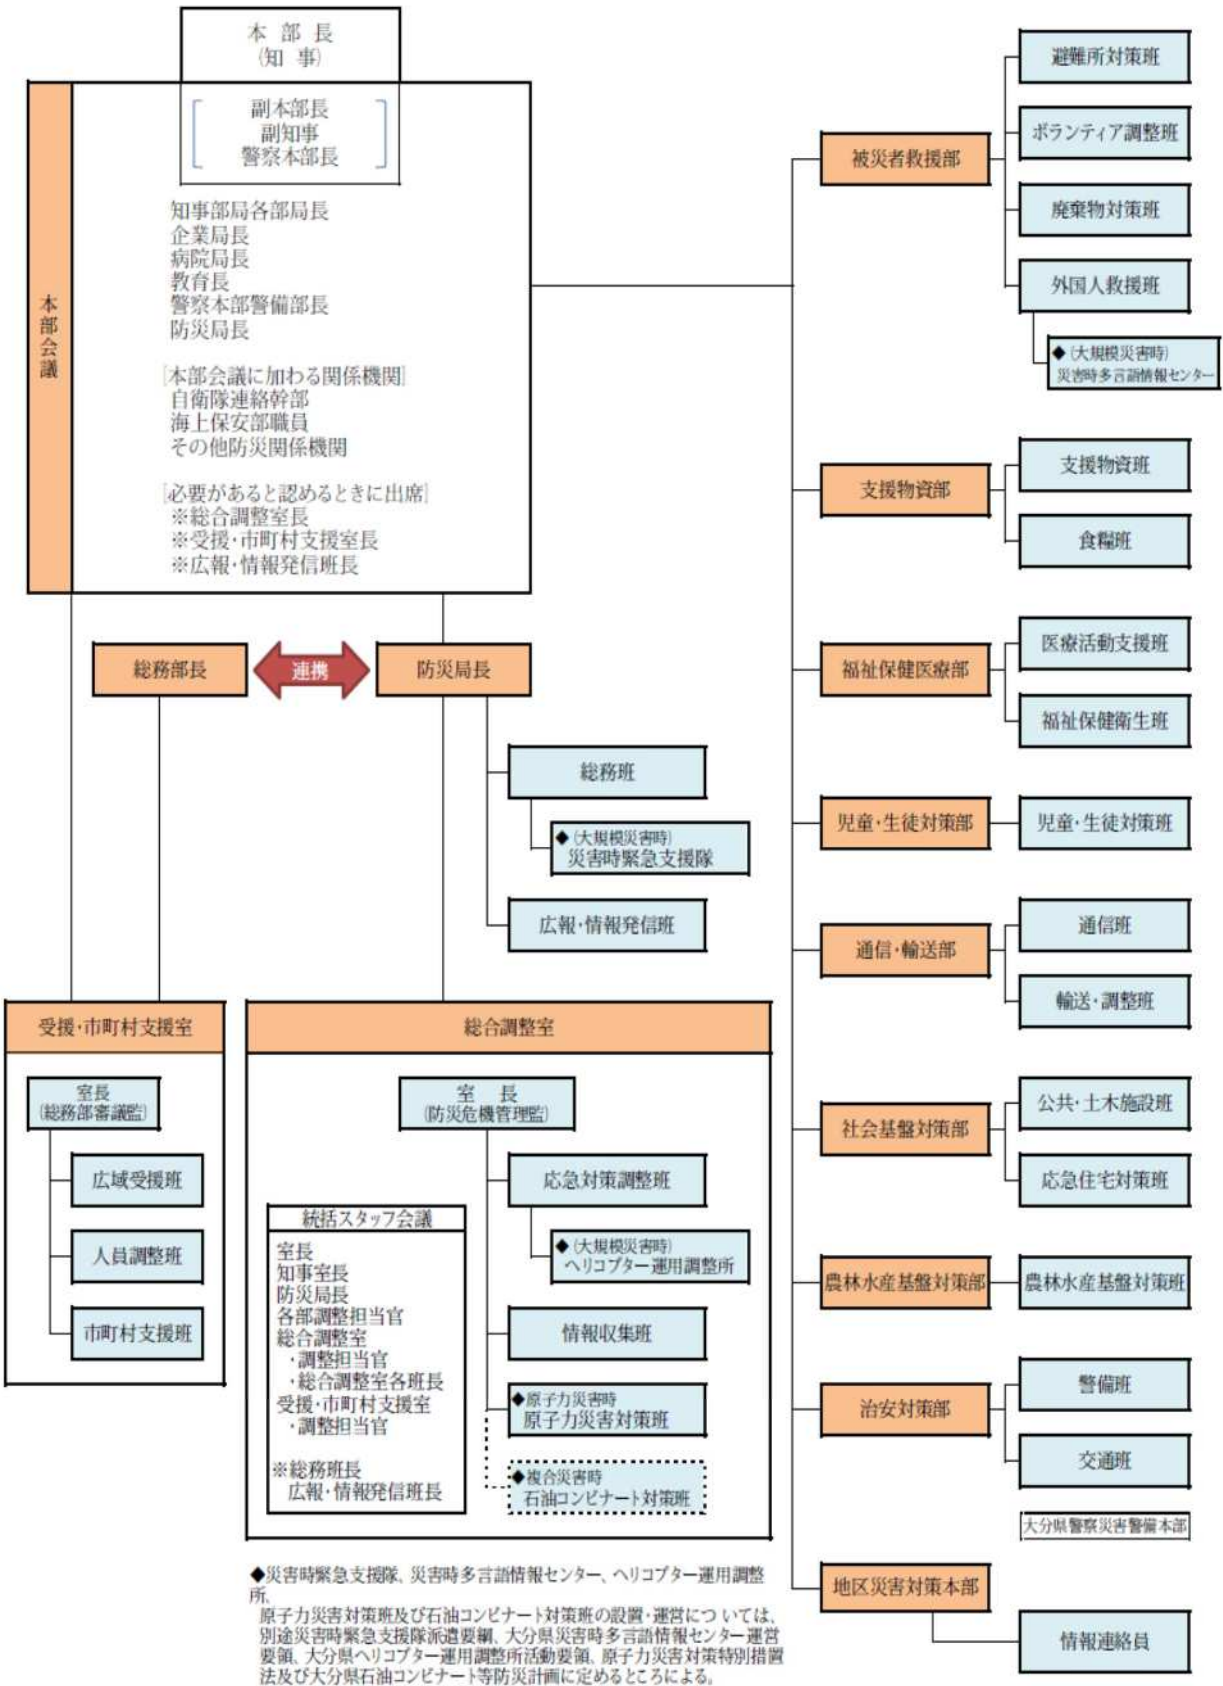 本 部 長
(知 事)
副本部長
副知事
警察本部長
本部会議
知事部局各部局長
企業局長
病院局長
教育長
警察本部警備部長
防災局長
[本部会議に加わる関係機関]
自衛隊連絡幹部
海上保安部職員
その他防災関係機関
[必要があると認めるときに出席]
※総合調整室長
※受援・市町村支援室長
※広報・情報発信班長
総務部長
連携
防災局長
総務班
◆(大規模災害時)
災害時緊急支援隊
広報・情報発信班
受援・市町村支援室
室長
(総務部審議監)
広域受援班
人員調整班
市町村支援班
総合調整室
室 長
(防災危機管理監)
統括スタッフ会議
室長
知事室長
防災局長
各部調整担当官
総合調整室
・調整担当官
・総合調整室各班長
受援・市町村支援室
・調整担当官
※総務班長
広報・情報発信班長
応急対策調整班
◆(大規模災害時)
ヘリコプター運用調整所
情報収集班
◆原子力災害時
原子力災害対策班
◆複合災害時
石油コンビナート対策班
◆災害時緊急支援隊、災害時多言語情報センター、ヘリコプター運用調整
所、
原子力災害対策班及び石油コンビナート対策班の設置・運営につ いては、
別途災害時緊急支援隊派遣要綱、大分県災害時多言語情報センター運営
要領、大分県ヘリコプター運用調整所活動要領、原子力災害対策特別措置
法及び大分県石油コンビナート等防災計画に定めるところによる。
被災者救援部
避難所対策班
ボランティア調整班
廃棄物対策班
外国人救援班
◆(大規模災害時)
災害時多言語情報センター
支援物資部
支援物資班
食糧班
福祉保健医療部
医療活動支援班
福祉保健衛生班
児童・生徒対策部
児童・生徒対策班
通信・輸送部
通信班
輸送・調整班
社会基盤対策部
公共・土木施設班
応急住宅対策班
農林水産基盤対策部
農林水産基盤対策班
治安対策部
警備班
交通班
大分県警察災害警備本部
地区災害対策本部
情報連絡員